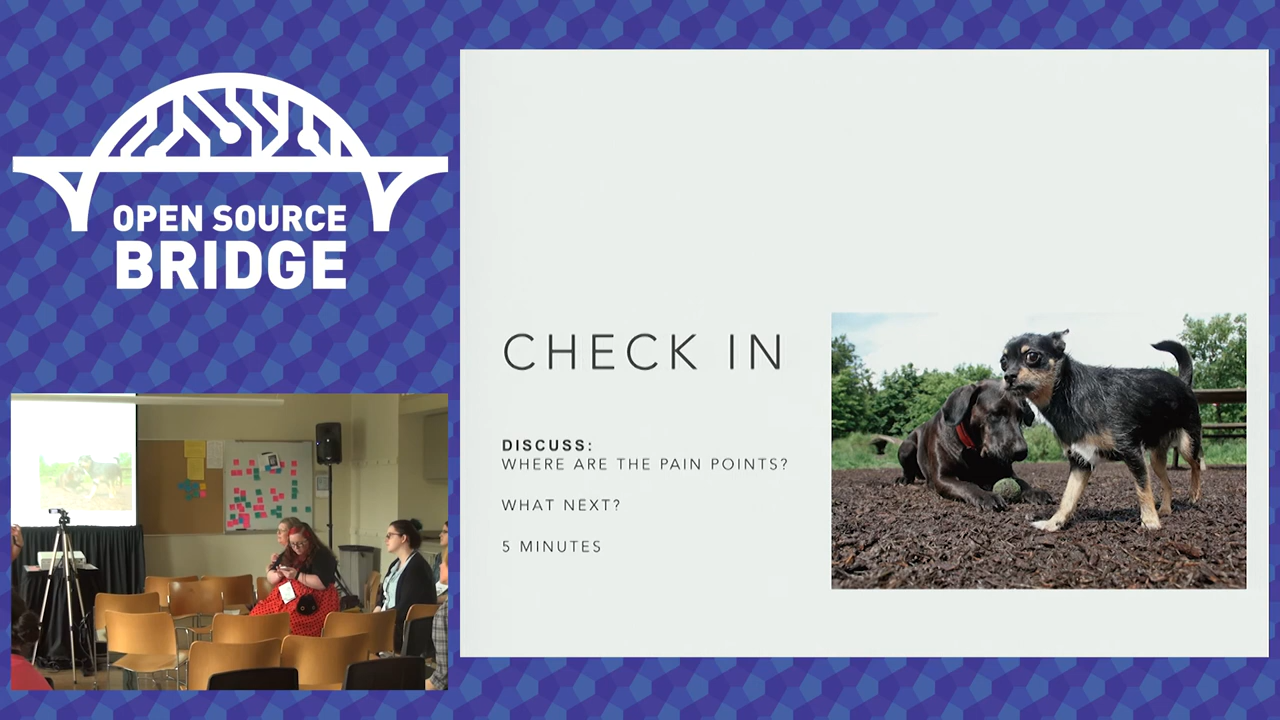 OPEN SOURCE
BRIDGE
CHECK IN
DISCUSS:
WHERE ARE THE PAIN POINTS?
WHAT NEXT?
5 MINUTES